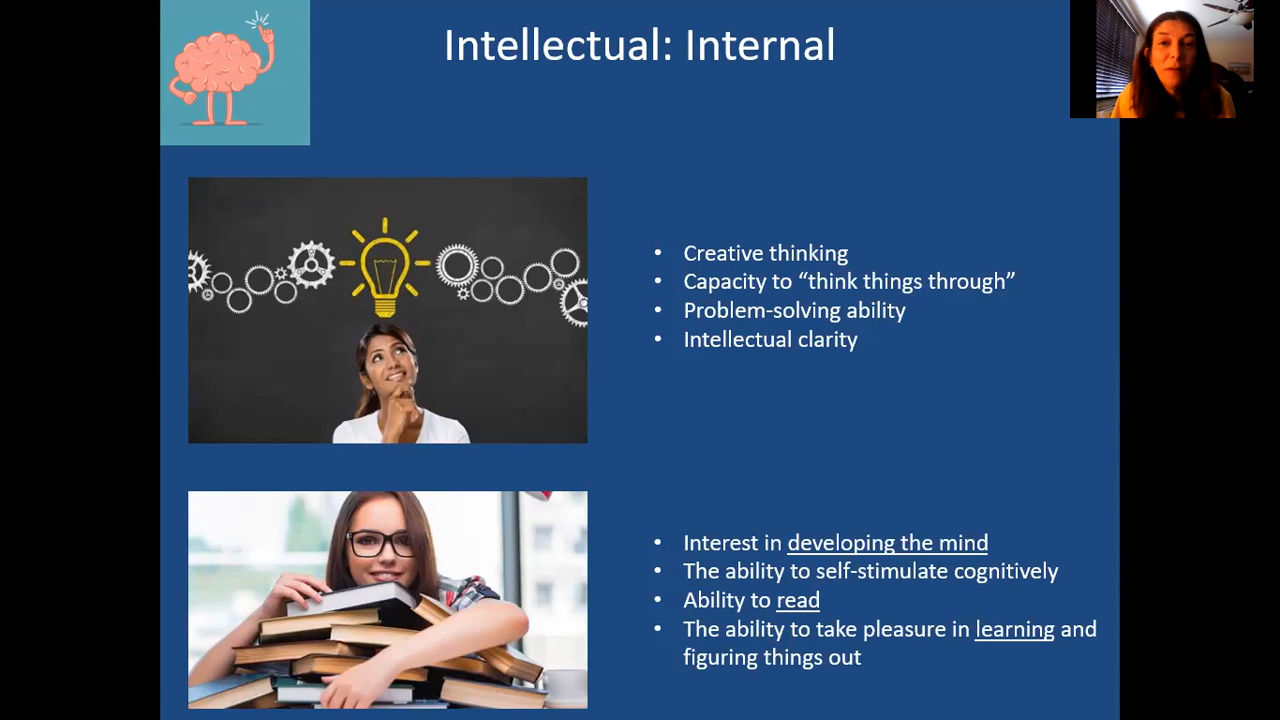 Intellectual: Internal
• Creative thinking
• Capacity to “think things through”
• Problem-solving ability
• Intellectual clarity
• Interest in developing the mind
• The ability to self-stimulate cognitively
• Ability to read
• The ability to take pleasure in learning and
figuring things out